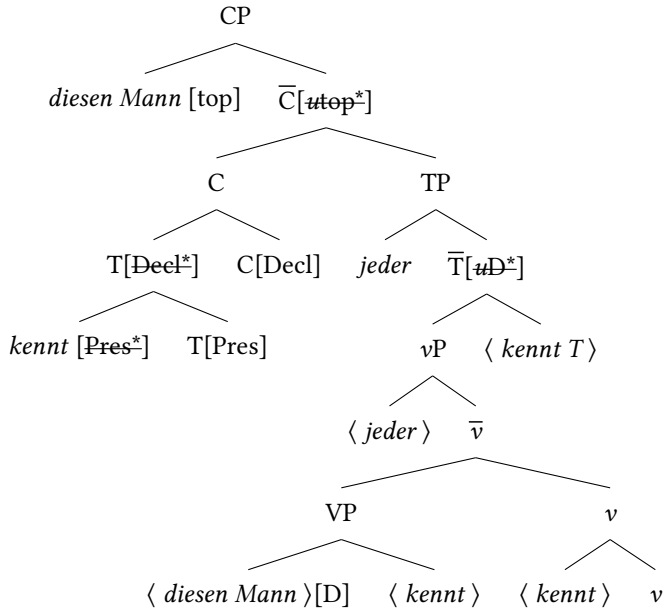 CP
diesen Mann [top] C̅[utop*]
C TP
T[Decl*] C[Decl] jeder T̅[uD*]
kennt [Pres*] T[Pres] vP ⟨ kennt T ⟩
⟨ jeder ⟩ v̅
VP v
⟨ diesen Mann ⟩[D] ⟨ kennt ⟩ ⟨ kennt ⟩ v